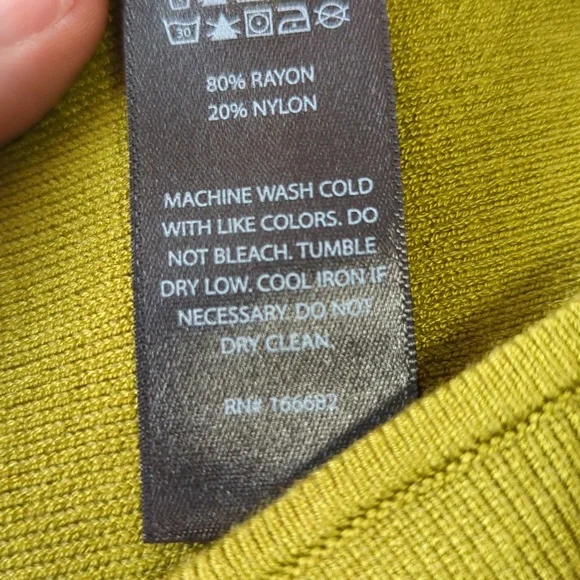 30
80% RAYON
20% NYLON
MACHINE WASH COLD
WITH LIKE COLORS. DO
NOT BLEACH. TUMBLE
DRY LOW. COOL IRON IF
NECESSARY. DO NOT
DRY CLEAN.
RN# 166682